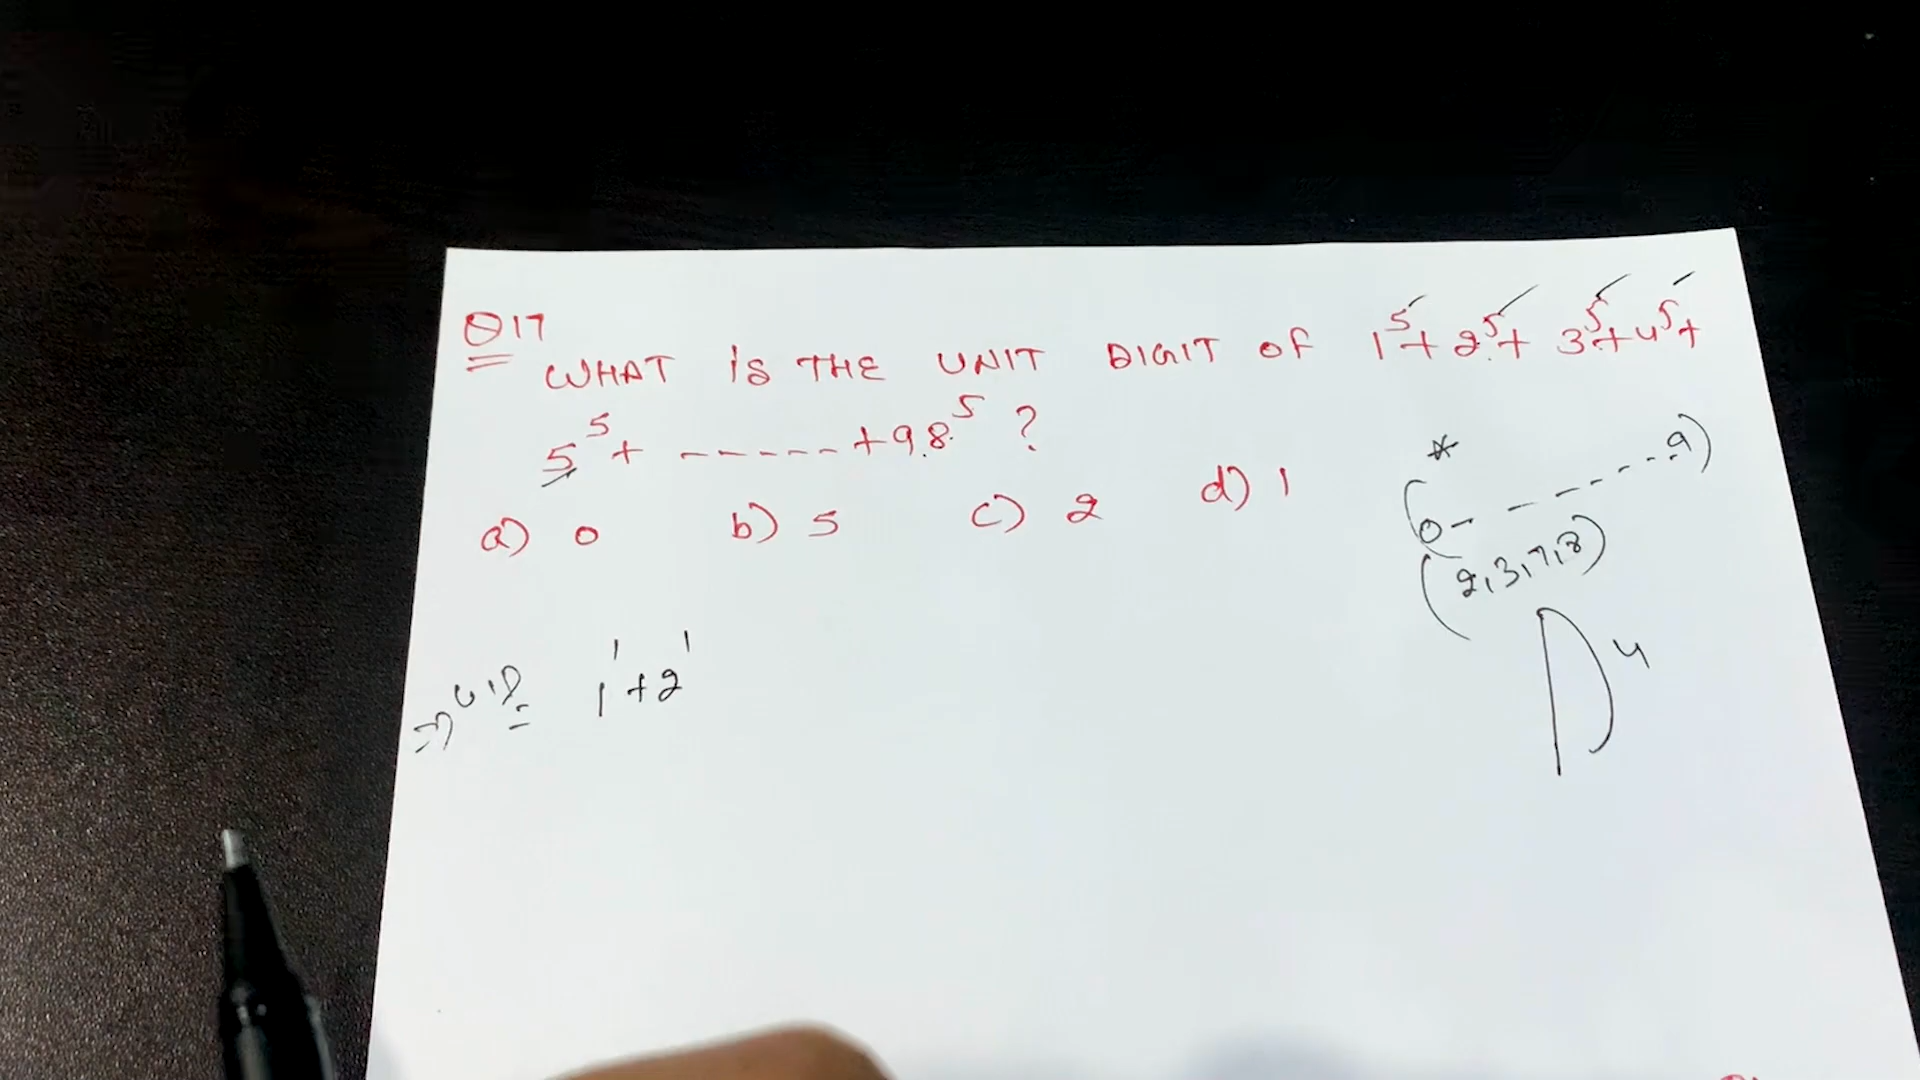 Q17
WHAT IS THE UNIT DIGIT OF 1⁵ + 2⁵ + 3⁵ + 4⁵ +
5⁵ + ------ + 98⁵ ?
a) 0 b) 5 c) 2 d) 1
*
(0- - - - - - -9)
(2,3,7,8)
4
⇒ U.D = 1¹ + 2¹